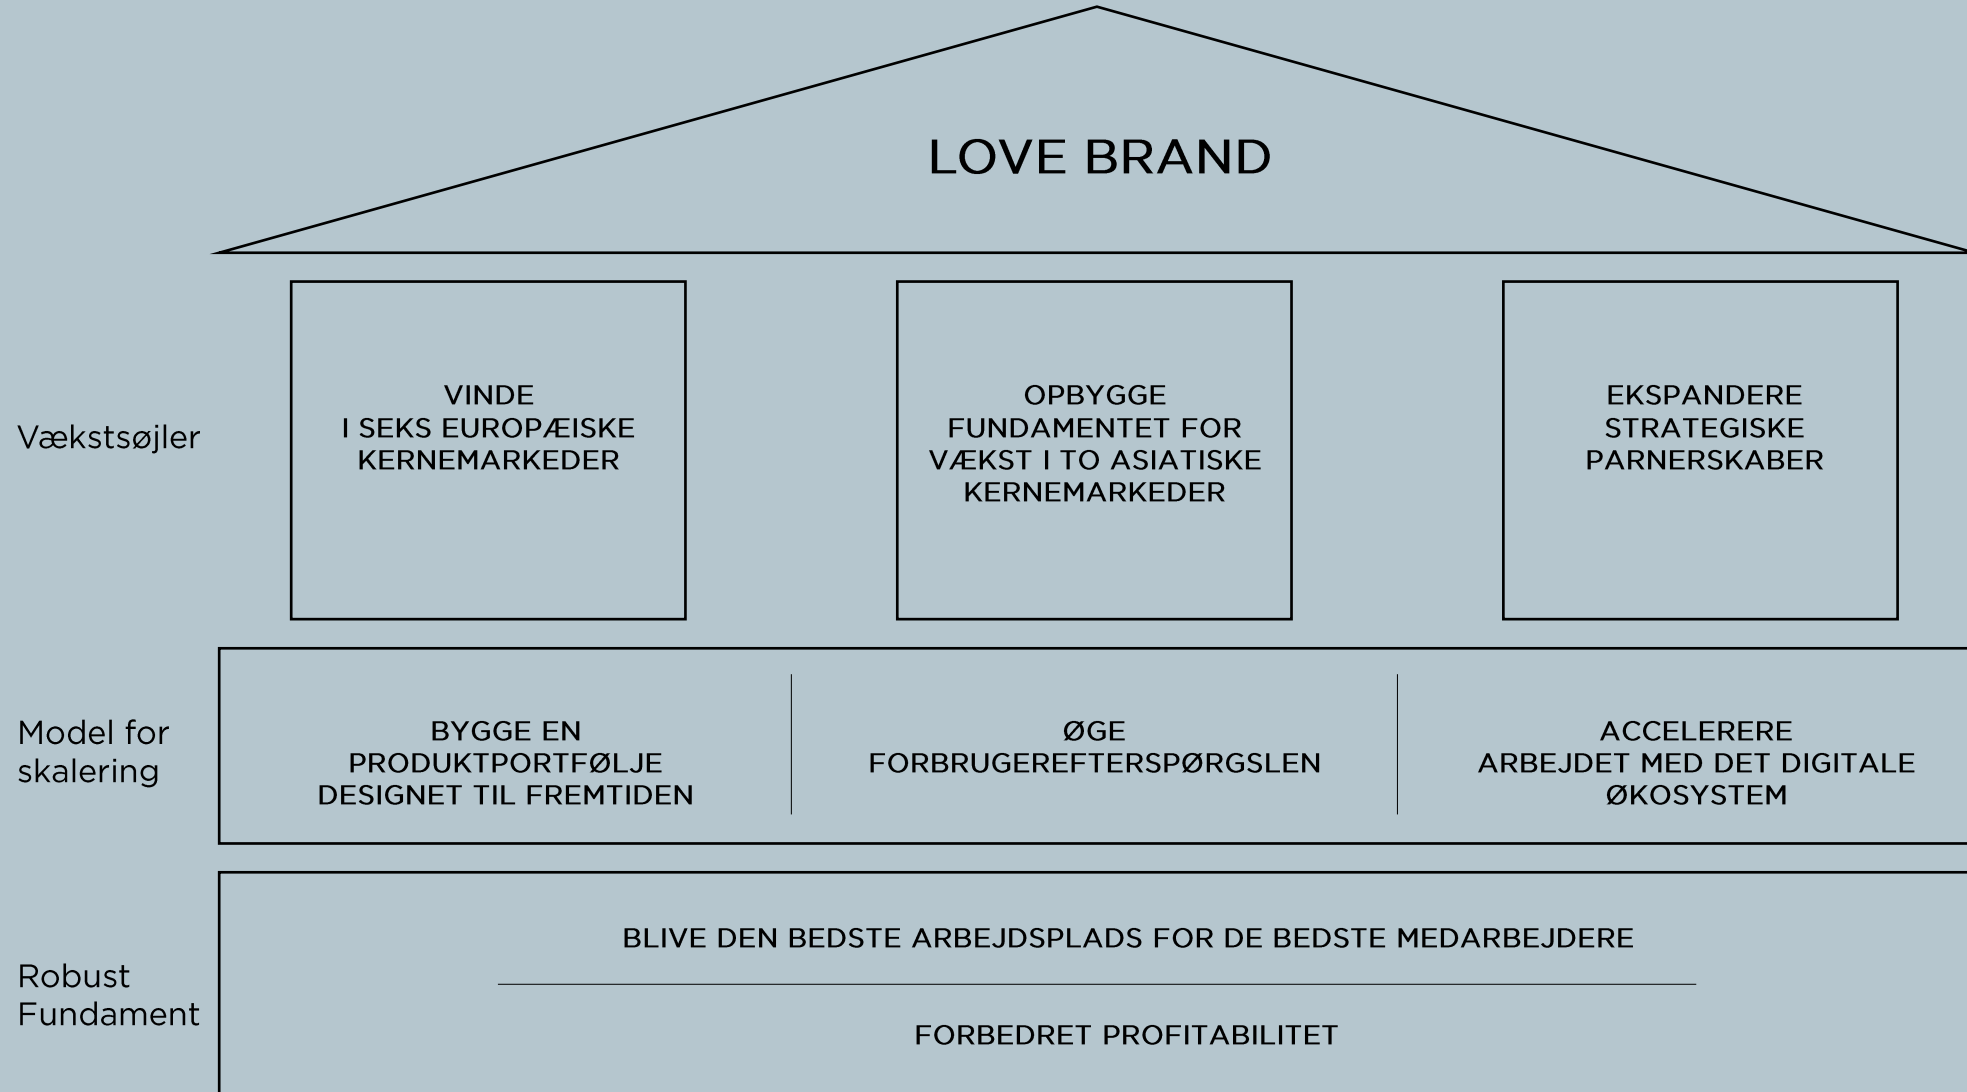 LOVE BRAND
Vækstsøjler
VINDE
I SEKS EUROPÆISKE
KERNEMARKEDER
OPBYGGE
FUNDAMENTET FOR
VÆKST I TO ASIATISKE
KERNEMARKEDER
EKSPANDERE
STRATEGISKE
PARNERSKABER
Model for
skalering
BYGGE EN
PRODUKTPORTFØLJE
DESIGNET TIL FREMTIDEN
ØGE
FORBRUGEREFTERSPØRGSLEN
ACCELERERE
ARBEJDET MED DET DIGITALE
ØKOSYSTEM
Robust
Fundament
BLIVE DEN BEDSTE ARBEJDSPLADS FOR DE BEDSTE MEDARBEJDERE
FORBEDRET PROFITABILITET